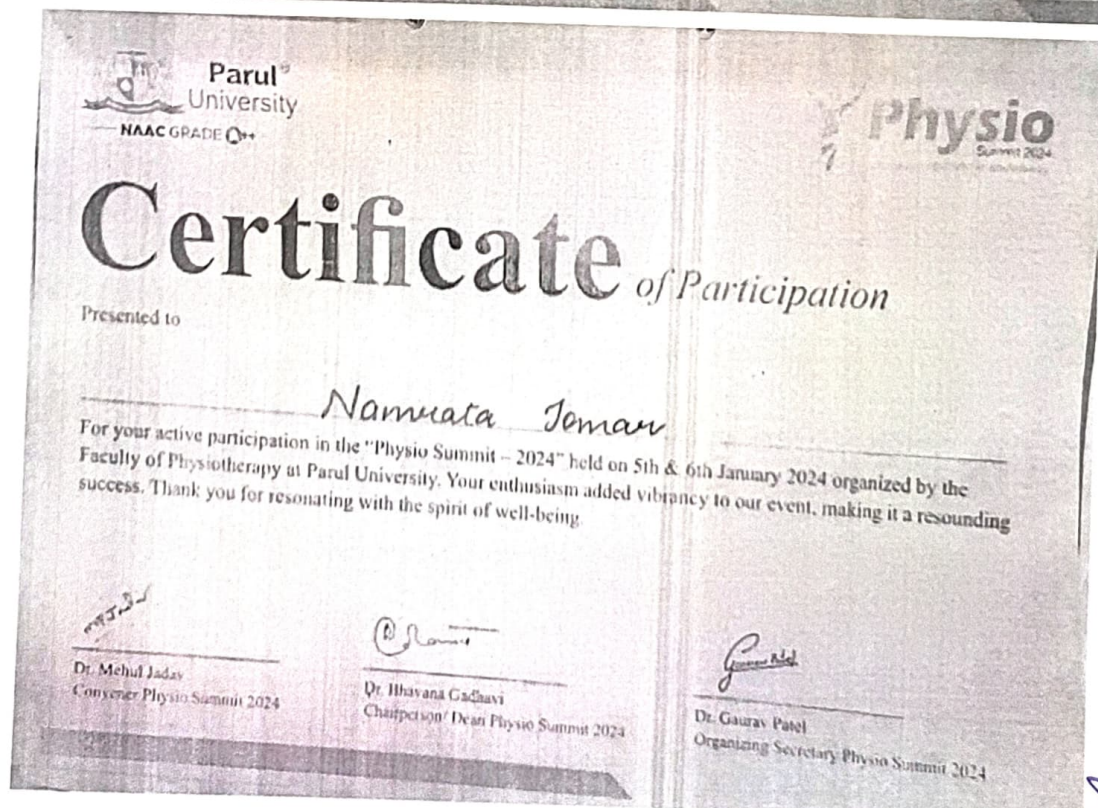 Parul®
University
NAAC GRADE A++
Physio
Summit 2024
Certificate of Participation
Presented to
Namrata Tomar
For your active participation in the "Physio Summit – 2024" held on 5th & 6th January 2024 organized by the
Faculty of Physiotherapy at Parul University. Your enthusiasm added vibrancy to our event, making it a resounding
success. Thank you for resonating with the spirit of well-being.
Dr. Mehul Jadav
Convener Physio Summit 2024
Dr. Bhavana Gadhavi
Chairperson/ Dean Physio Summit 2024
Dr. Gaurav Patel
Organizing Secretary Physio Summit 2024